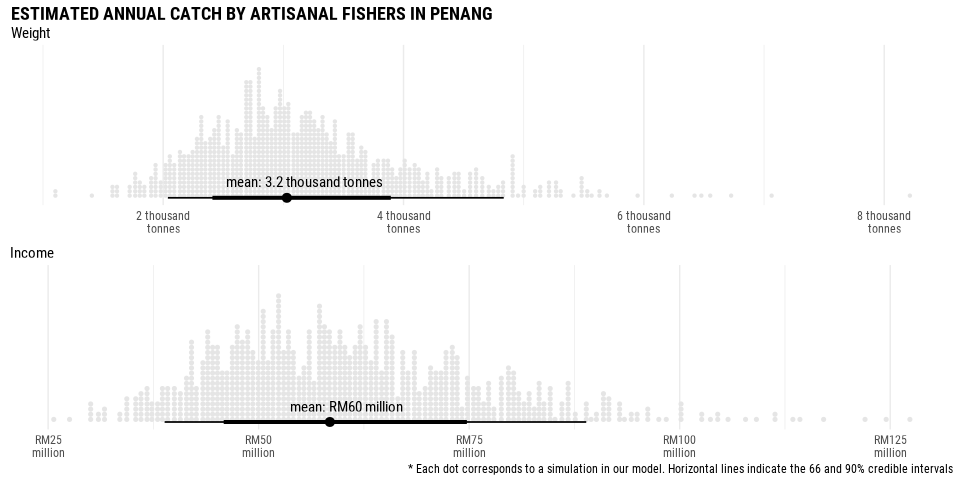 ESTIMATED ANNUAL CATCH BY ARTISANAL FISHERS IN PENANG
Weight
mean: 3.2 thousand tonnes
2 thousand tonnes
4 thousand tonnes
6 thousand tonnes
8 thousand tonnes
Income
mean: RM60 million
RM25 million
RM50 million
RM75 million
RM100 million
RM125 million
* Each dot corresponds to a simulation in our model. Horizontal lines indicate the 66 and 90% credible intervals